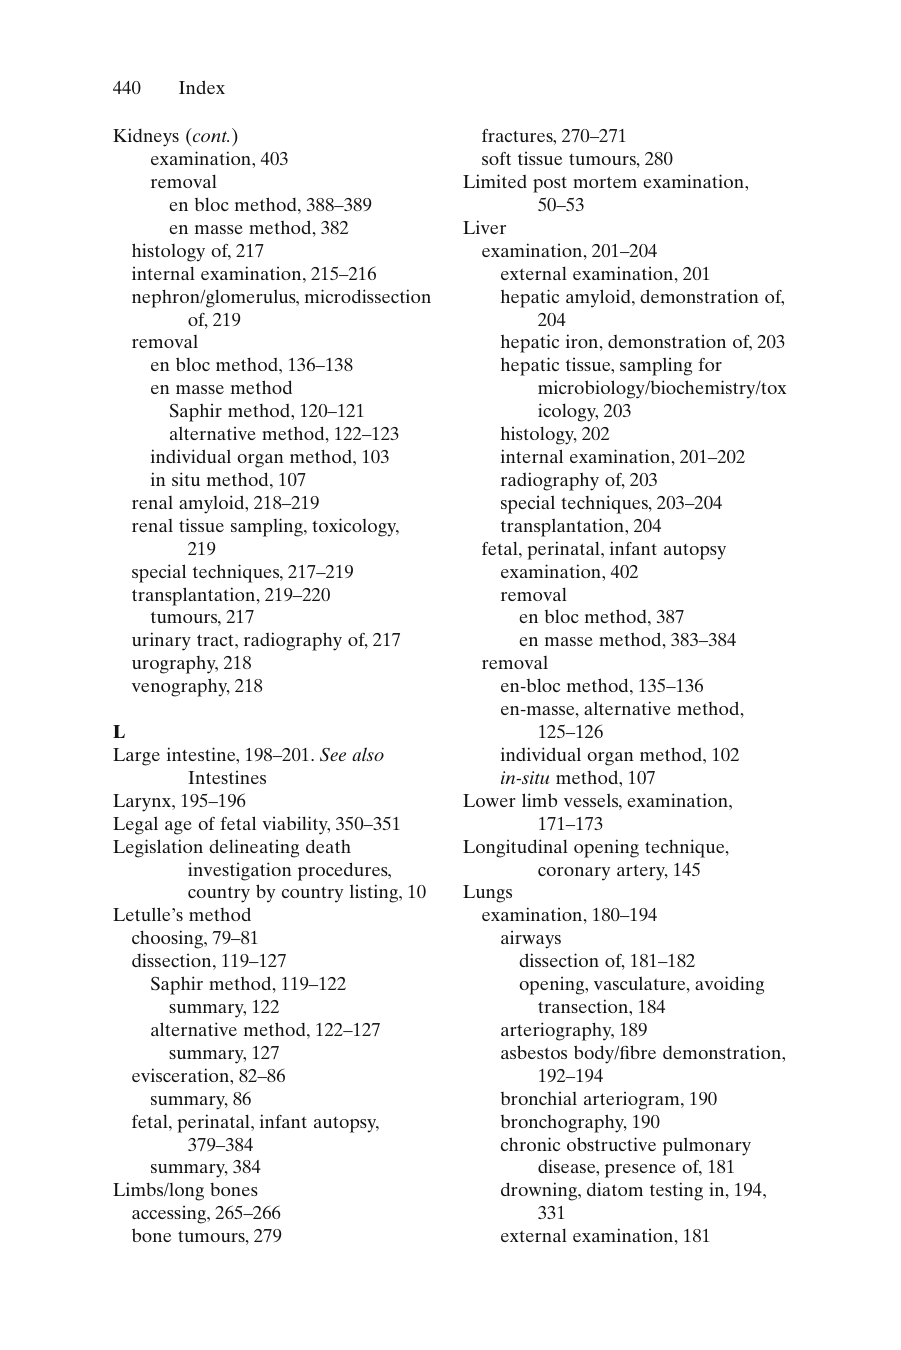 440 Index
Kidneys (cont.)
examination, 403
removal
en bloc method, 388–389
en masse method, 382
histology of, 217
internal examination, 215–216
nephron/glomerulus, microdissection
of, 219
removal
en bloc method, 136–138
en masse method
Saphir method, 120–121
alternative method, 122–123
individual organ method, 103
in situ method, 107
renal amyloid, 218–219
renal tissue sampling, toxicology,
219
special techniques, 217–219
transplantation, 219–220
tumours, 217
urinary tract, radiography of, 217
urography, 218
venography, 218
L
Large intestine, 198–201. See also
Intestines
Larynx, 195–196
Legal age of fetal viability, 350–351
Legislation delineating death
investigation procedures,
country by country listing, 10
Letulle’s method
choosing, 79–81
dissection, 119–127
Saphir method, 119–122
summary, 122
alternative method, 122–127
summary, 127
evisceration, 82–86
summary, 86
fetal, perinatal, infant autopsy,
379–384
summary, 384
Limbs/long bones
accessing, 265–266
bone tumours, 279
fractures, 270–271
soft tissue tumours, 280
Limited post mortem examination,
50–53
Liver
examination, 201–204
external examination, 201
hepatic amyloid, demonstration of,
204
hepatic iron, demonstration of, 203
hepatic tissue, sampling for
microbiology/biochemistry/tox
icology, 203
histology, 202
internal examination, 201–202
radiography of, 203
special techniques, 203–204
transplantation, 204
fetal, perinatal, infant autopsy
examination, 402
removal
en bloc method, 387
en masse method, 383–384
removal
en-bloc method, 135–136
en-masse, alternative method,
125–126
individual organ method, 102
in-situ method, 107
Lower limb vessels, examination,
171–173
Longitudinal opening technique,
coronary artery, 145
Lungs
examination, 180–194
airways
dissection of, 181–182
opening, vasculature, avoiding
transection, 184
arteriography, 189
asbestos body/fibre demonstration,
192–194
bronchial arteriogram, 190
bronchography, 190
chronic obstructive pulmonary
disease, presence of, 181
drowning, diatom testing in, 194,
331
external examination, 181